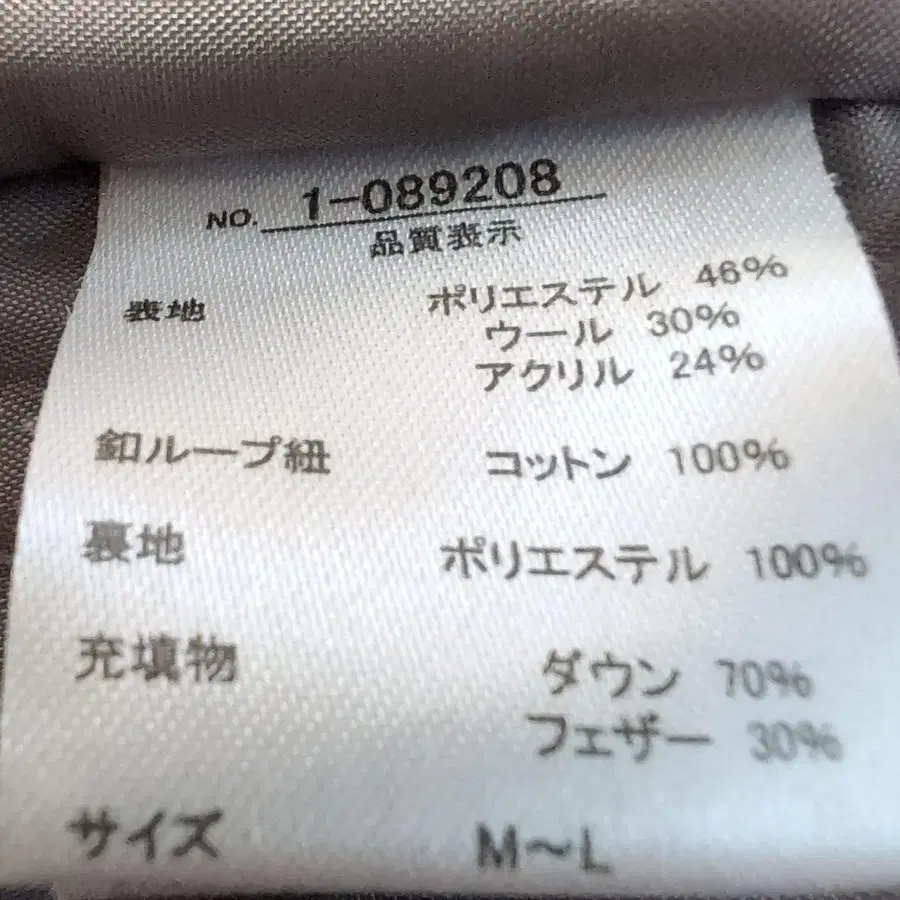 NO. 1-089208
品質表示
表地 ポリエステル 46%
ウール 30%
アクリル 24%
釦ループ紐 コットン 100%
裏地 ポリエステル 100%
充填物 ダウン 70%
フェザー 30%
サイズ M～L